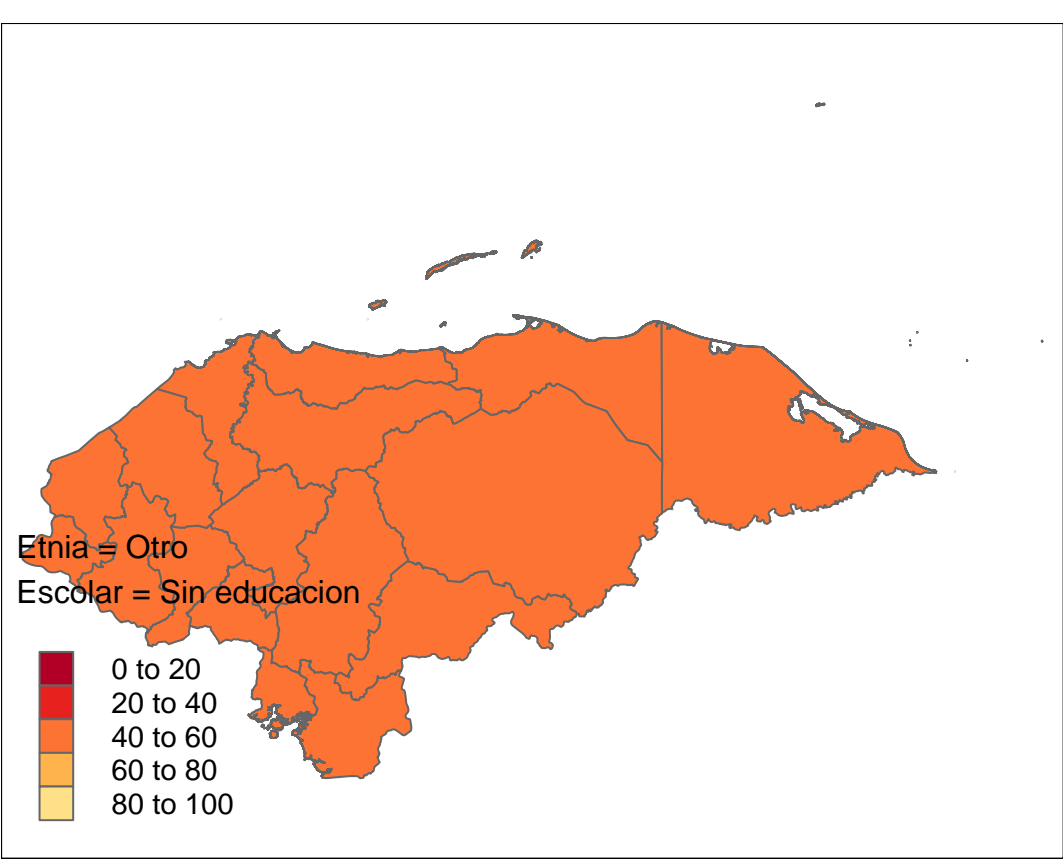 Etnia = Otro
Escolar = Sin educacion
0 to 20
20 to 40
40 to 60
60 to 80
80 to 100